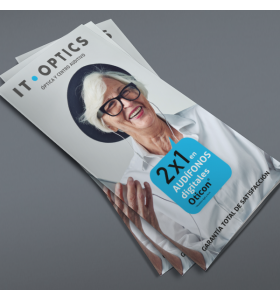 IT•OPTICS
ÓPTICA Y CENTRO AUDITIVO
2x1 en
AUDÍFONOS
digitales
Oticon
GARANTÍA TOTAL DE SATISFACCIÓN